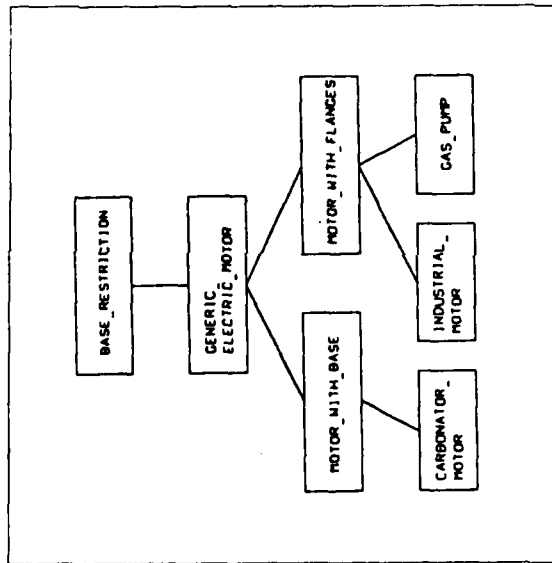 BASE_RESTRICTION
GENERIC_
ELECTRIC_MOTOR
MOTOR_WITH_BASE
MOTOR_WITH_FLANGES
CARBONATOR_
MOTOR
INDUSTRIAL_
MOTOR
GAS_PUMP